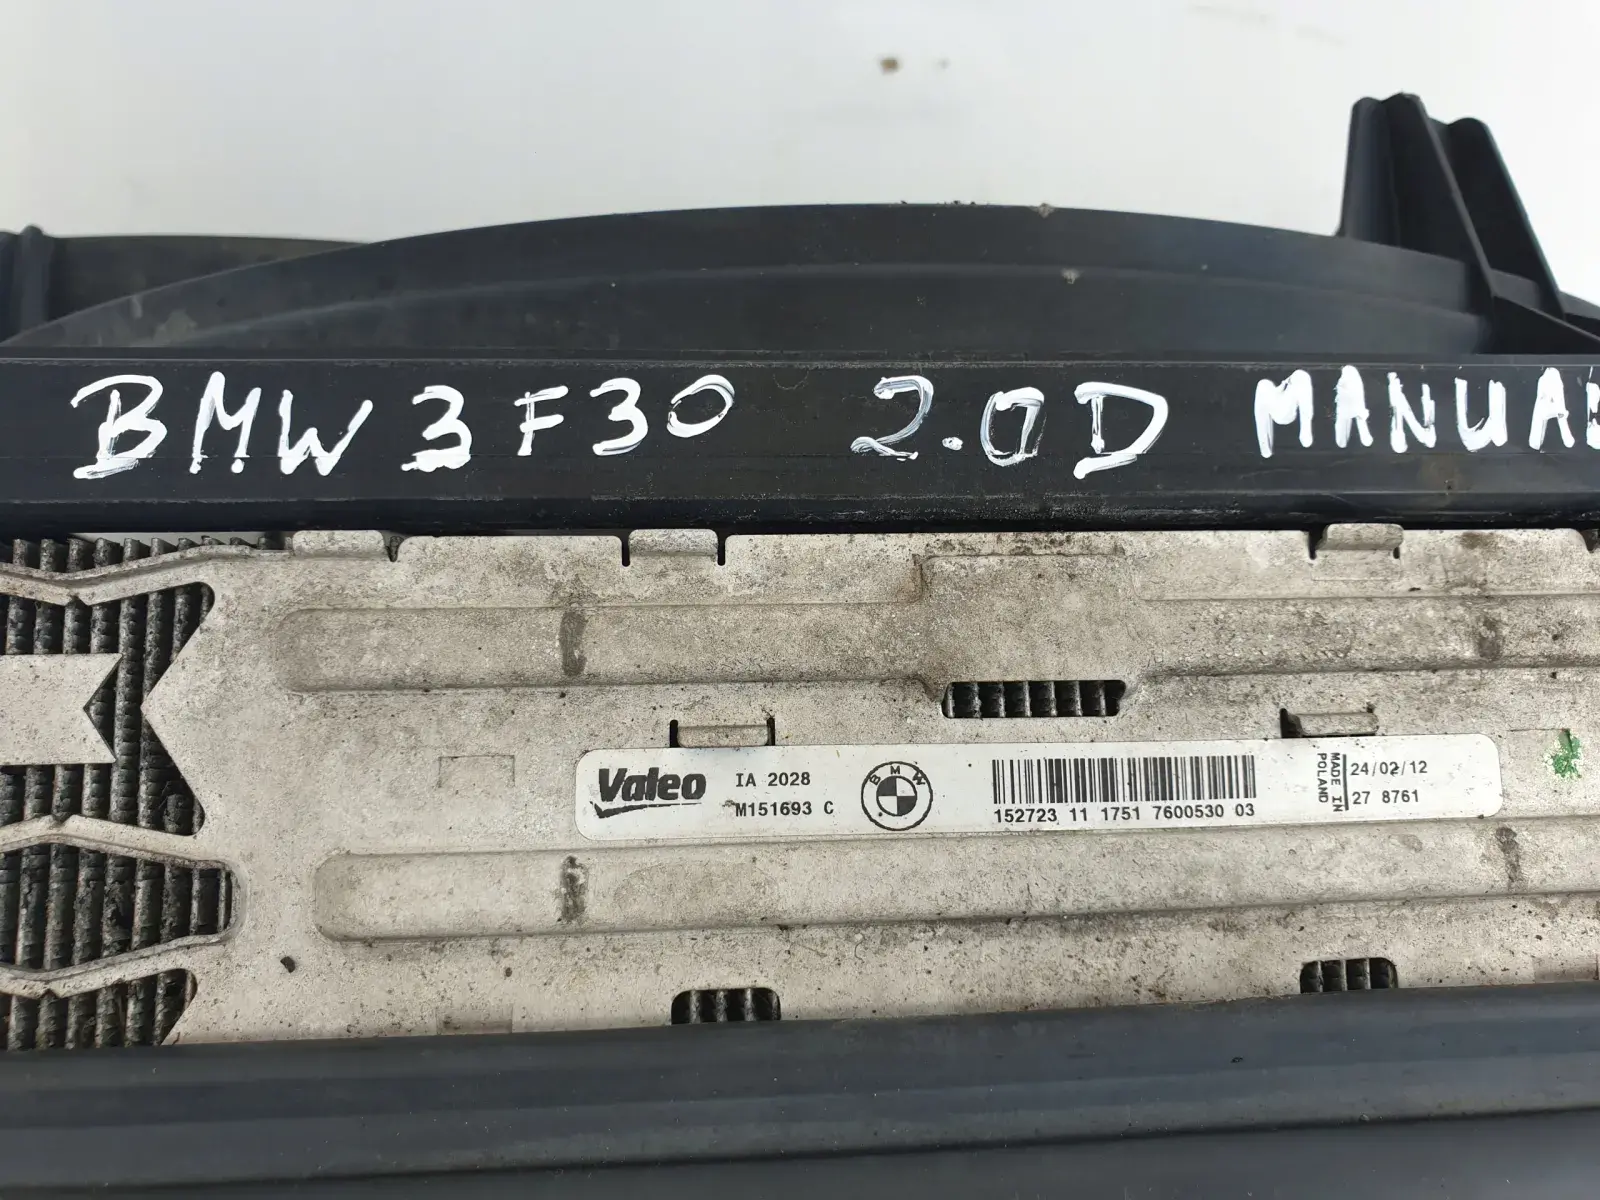 BMW 3 F30 2.0D MANUAL
Valeo
IA 2028
M151693 C
BMW
152723 11 1751 7600530 03
MADE IN
POLAND
24/02/12
27 8761